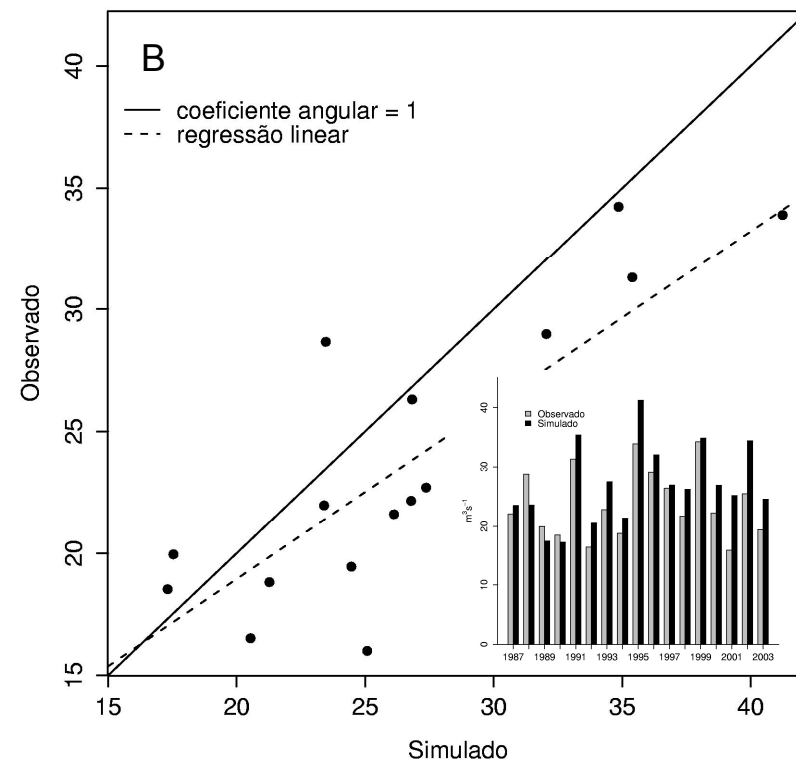 B
coeficiente angular = 1
regressão linear
40
35
30
25
20
15
Observado
15 20 25 30 35 40
Simulado
Observado
Simulado
40
30
20
10
0
m³s⁻¹
1987 1989 1991 1993 1995 1997 1999 2001 2003